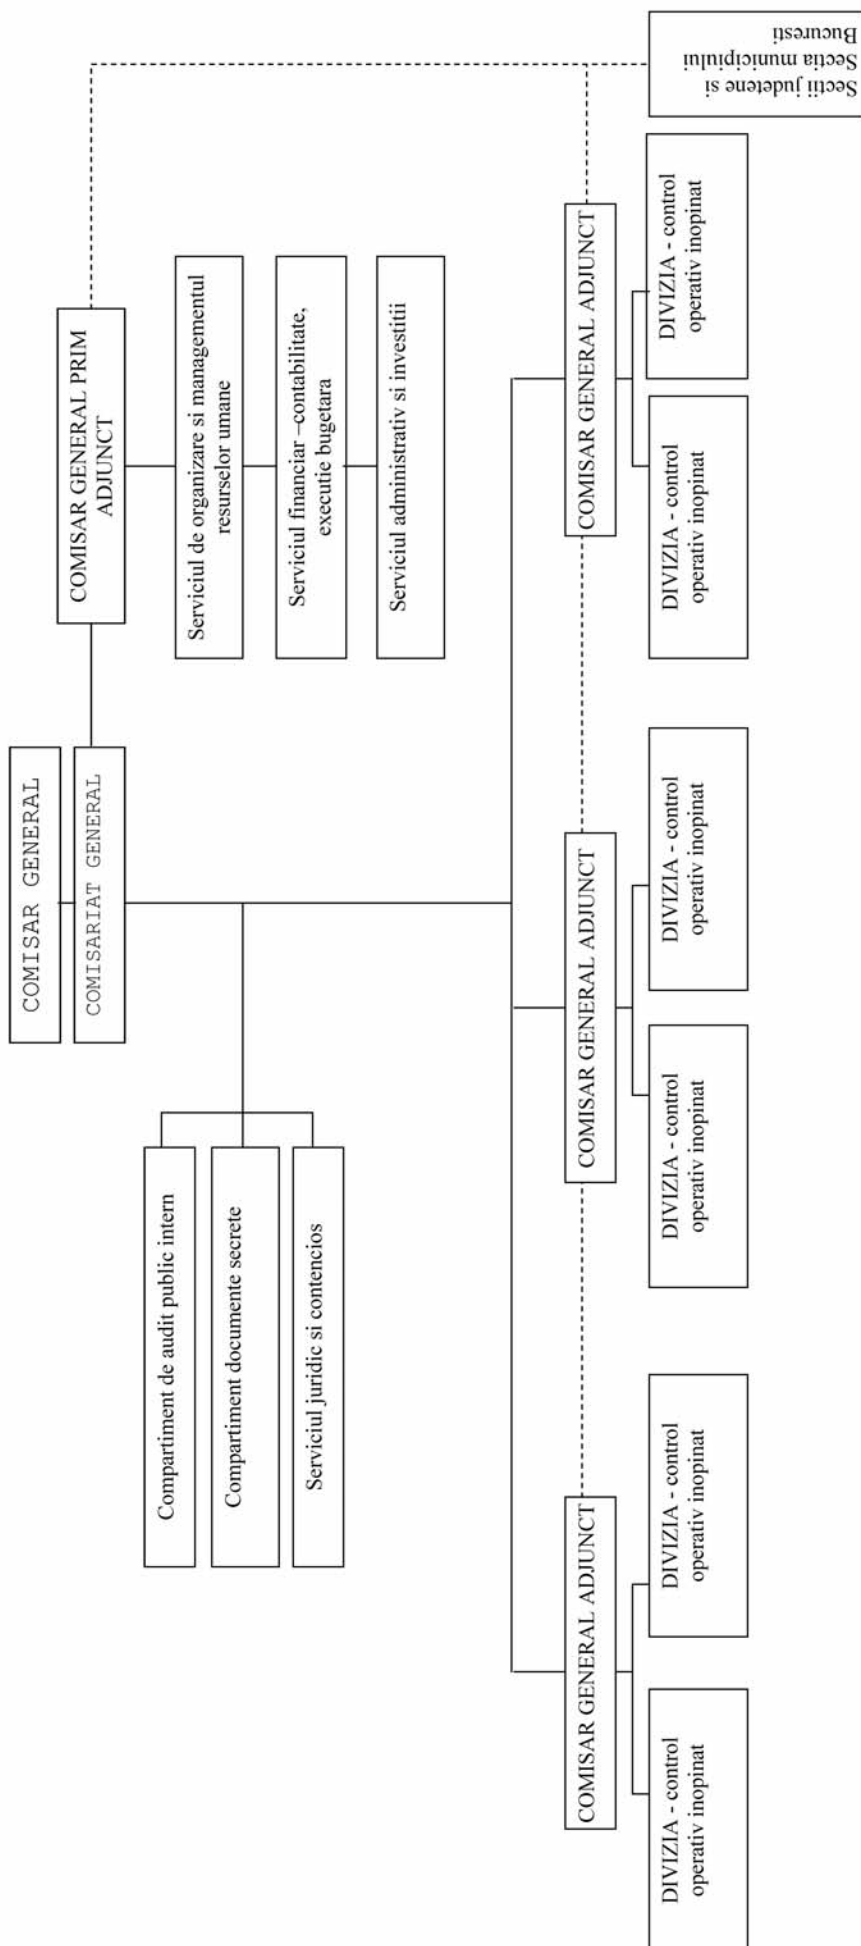 COMISAR GENERAL
COMISARIAT GENERAL
COMISAR GENERAL PRIM
ADJUNCT
Compartiment de audit public intern
Compartiment documente secrete
Serviciul juridic si contencios
Serviciul de organizare si managementul
resurselor umane
Serviciul financiar –contabilitate,
executie bugetara
Serviciul administrativ si investitii
COMISAR GENERAL ADJUNCT
COMISAR GENERAL ADJUNCT
COMISAR GENERAL ADJUNCT
DIVIZIA - control
operativ inopinat
DIVIZIA - control
operativ inopinat
DIVIZIA - control
operativ inopinat
DIVIZIA - control
operativ inopinat
DIVIZIA - control
operativ inopinat
DIVIZIA - control
operativ inopinat
Sectii judetene si
Sectia municipiului
Bucuresti